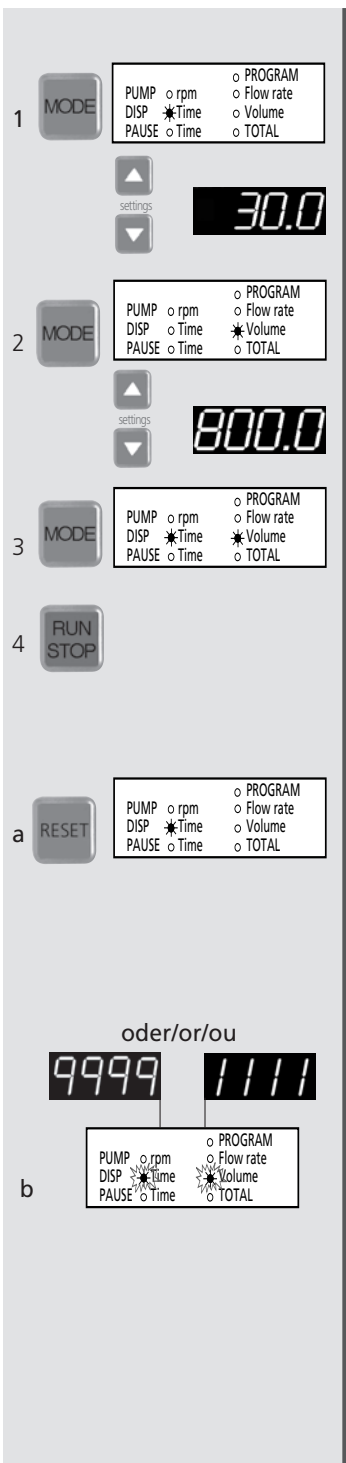 1
MODE
PROGRAM
PUMP rpm Flow rate
DISP Time Volume
PAUSE Time TOTAL
settings
30.0
2
MODE
PROGRAM
PUMP rpm Flow rate
DISP Time Volume
PAUSE Time TOTAL
settings
800.0
3
MODE
PROGRAM
PUMP rpm Flow rate
DISP Time Volume
PAUSE Time TOTAL
4
RUN
STOP
a
RESET
PROGRAM
PUMP rpm Flow rate
DISP Time Volume
PAUSE Time TOTAL
oder/or/ou
9999 1111
b
PROGRAM
PUMP rpm Flow rate
DISP Time Volume
PAUSE Time TOTAL